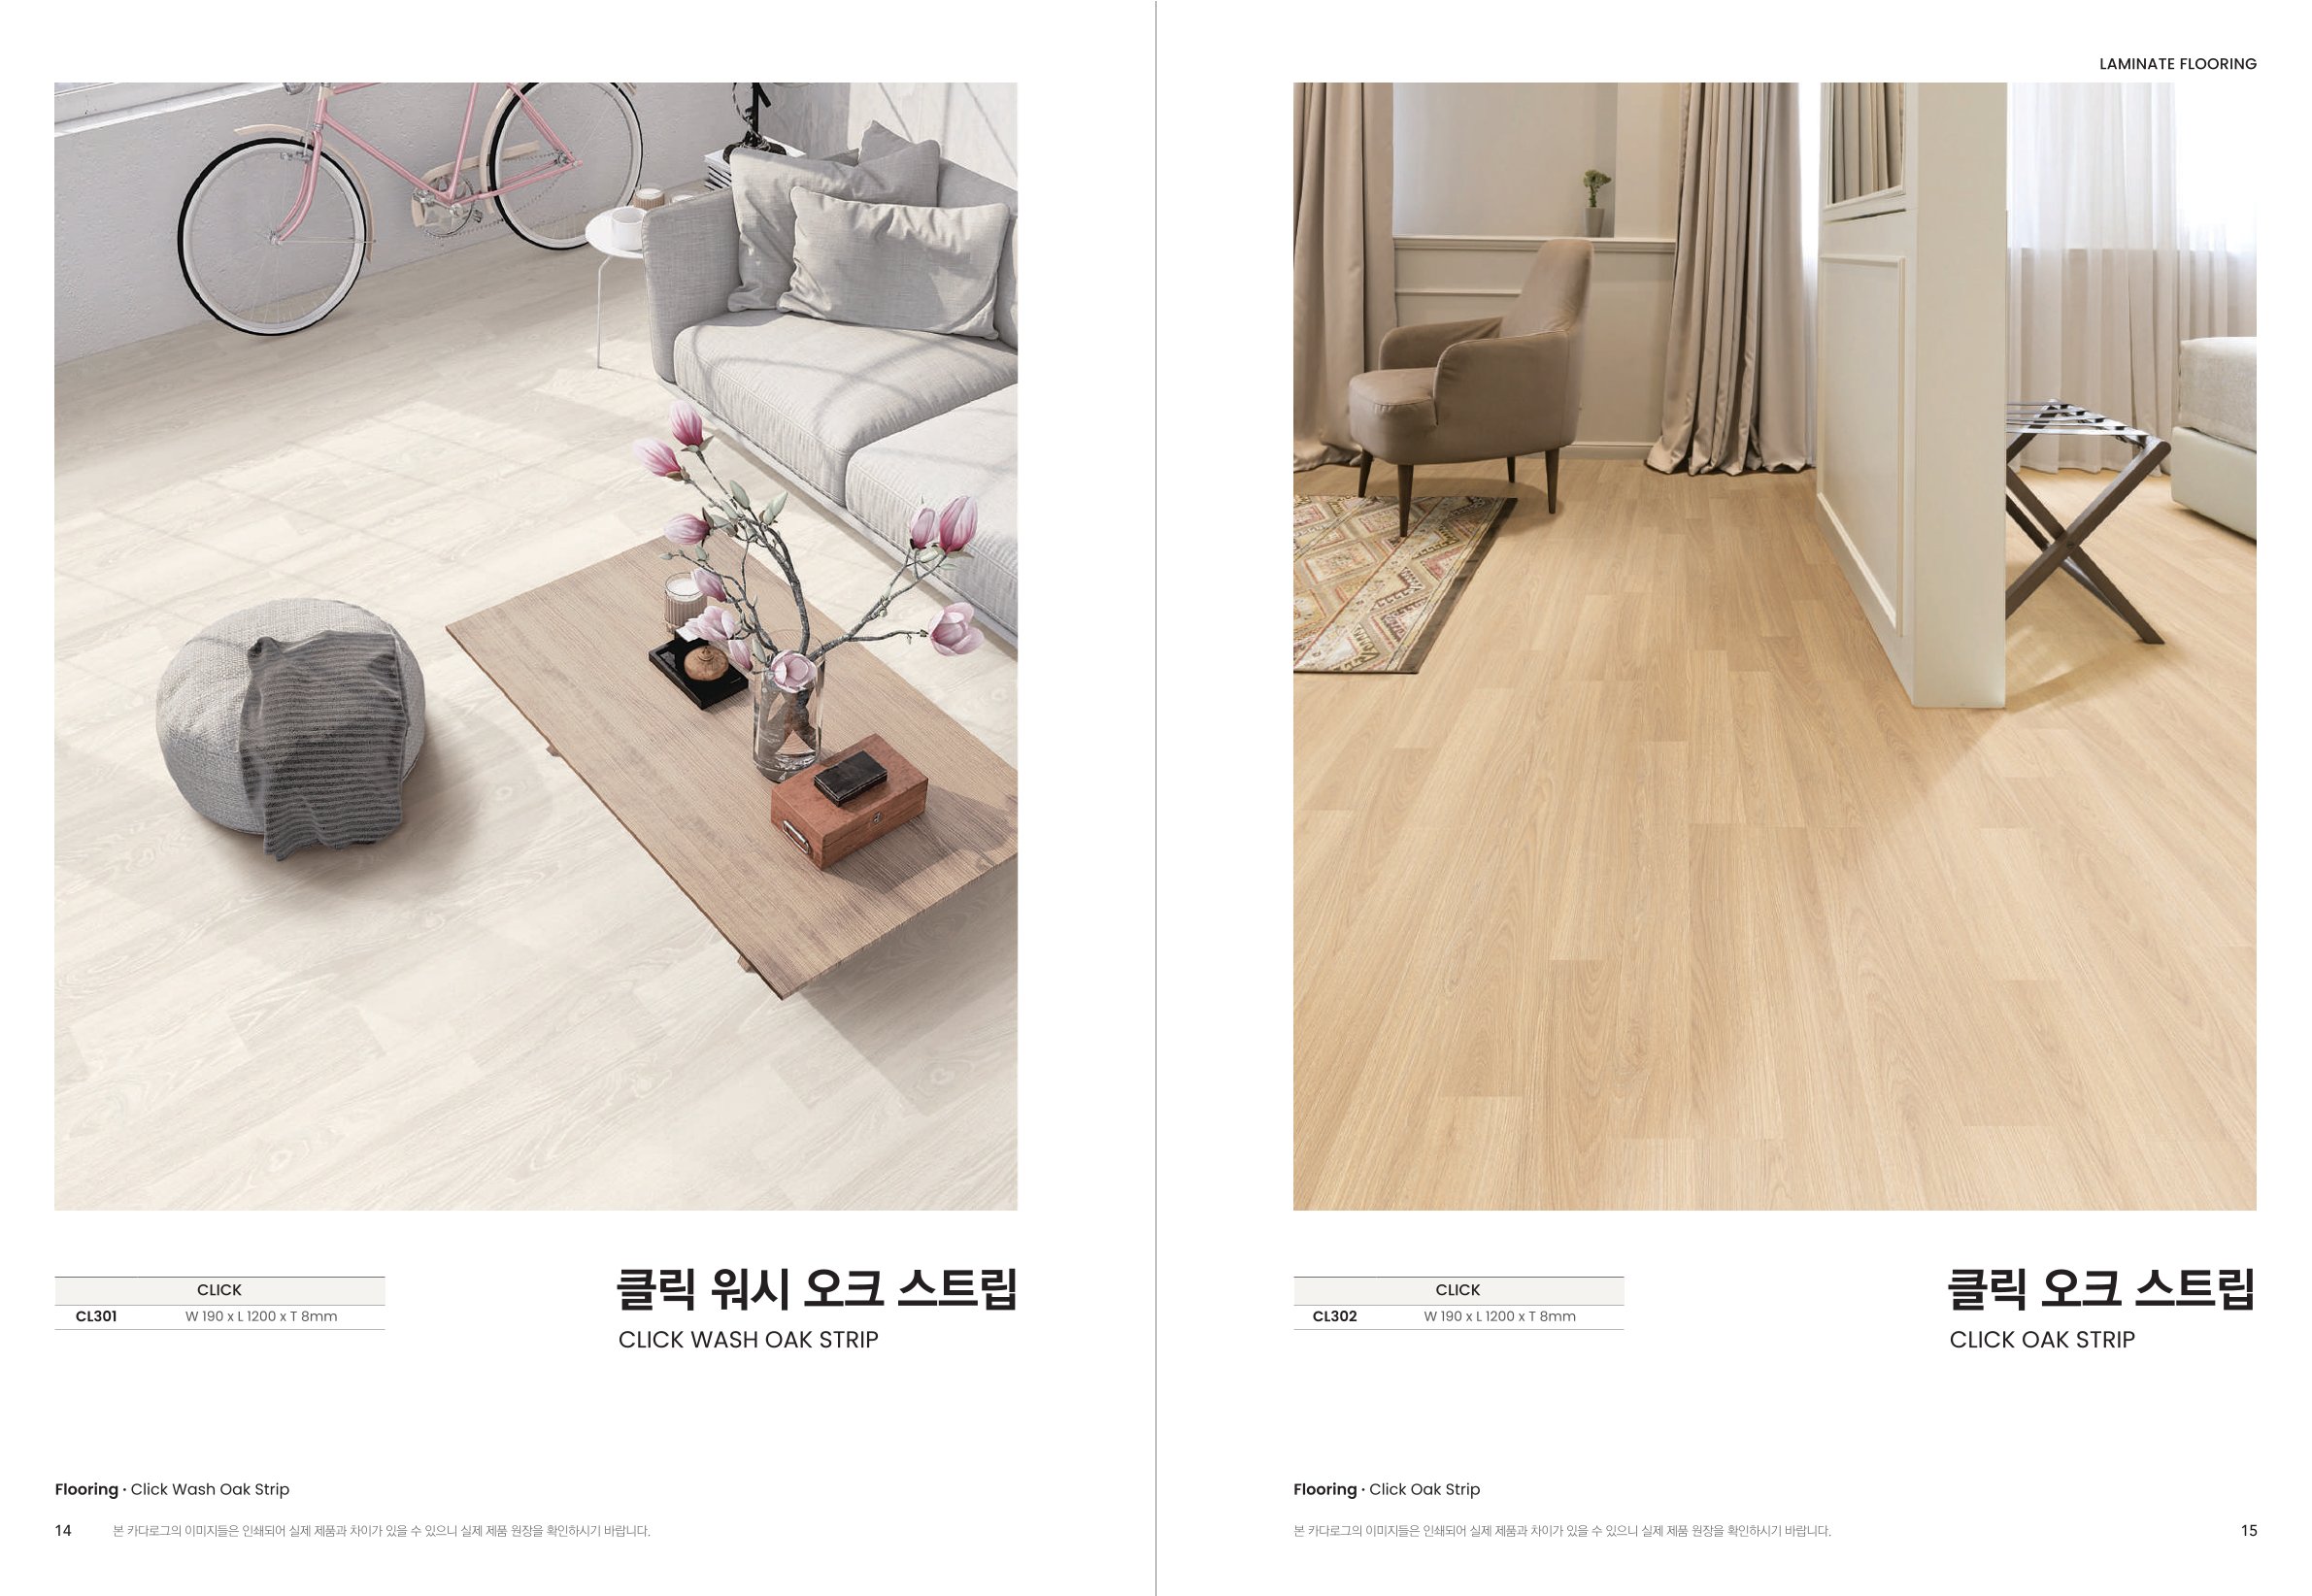 LAMINATE FLOORING
CLICK
CL301 W 190 x L 1200 x T 8mm
클릭 워시 오크 스트립
CLICK WASH OAK STRIP
Flooring · Click Wash Oak Strip
14 본 카다로그의 이미지들은 인쇄되어 실제 제품과 차이가 있을 수 있으니 실제 제품 원장을 확인하시기 바랍니다.
CLICK
CL302 W 190 x L 1200 x T 8mm
클릭 오크 스트립
CLICK OAK STRIP
Flooring · Click Oak Strip
본 카다로그의 이미지들은 인쇄되어 실제 제품과 차이가 있을 수 있으니 실제 제품 원장을 확인하시기 바랍니다. 15